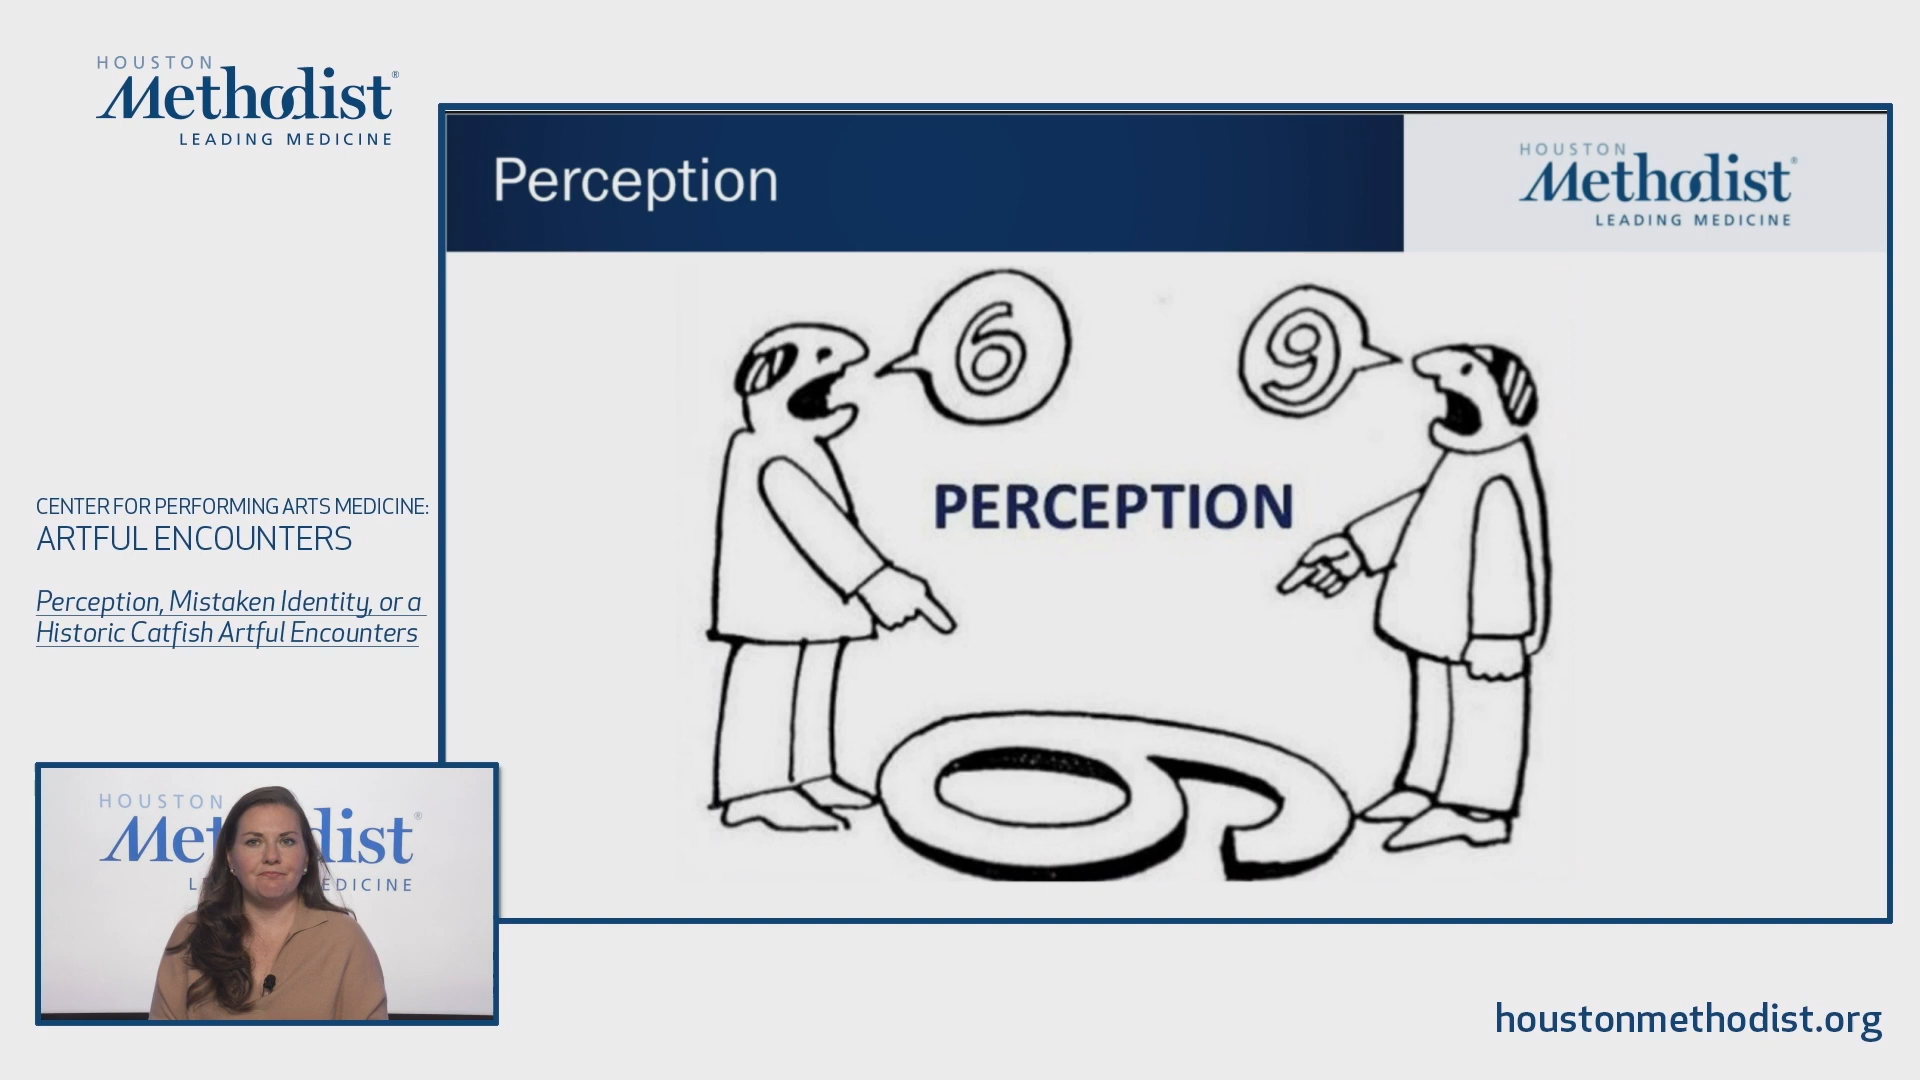 HOUSTON
Methodist®
LEADING MEDICINE
Perception
HOUSTON
Methodist®
LEADING MEDICINE
6
9
PERCEPTION
CENTER FOR PERFORMING ARTS MEDICINE:
ARTFUL ENCOUNTERS
Perception, Mistaken Identity, or a
Historic Catfish Artful Encounters
6
HOUSTON
Met dist®
L EDICINE
houstonmethodist.org